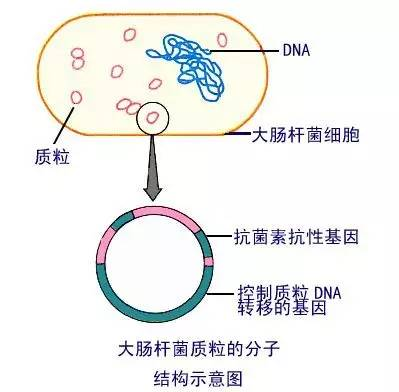 DNA
大肠杆菌细胞
质粒
抗菌素抗性基因
控制质粒 DNA
转移的基因
大肠杆菌质粒的分子
结构示意图